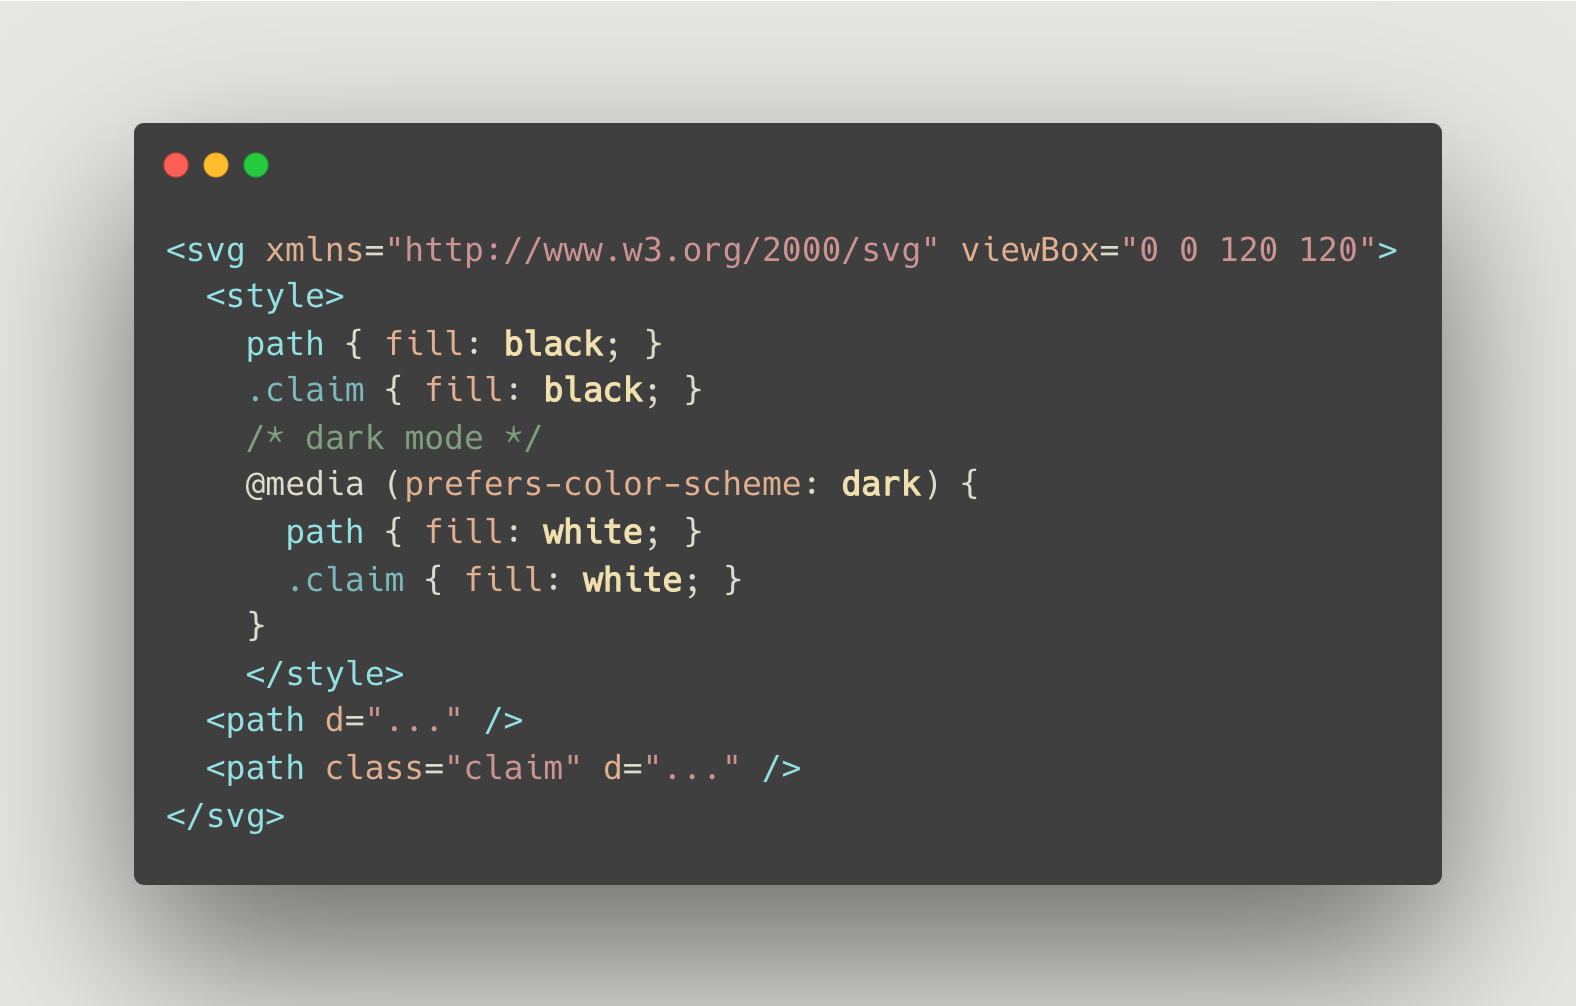 <svg xmlns="http://www.w3.org/2000/svg" viewBox="0 0 120 120">
  <style>
    path { fill: black; }
    .claim { fill: black; }
    /* dark mode */
    @media (prefers-color-scheme: dark) {
      path { fill: white; }
      .claim { fill: white; }
    }
    </style>
  <path d="..." />
  <path class="claim" d="..." />
</svg>